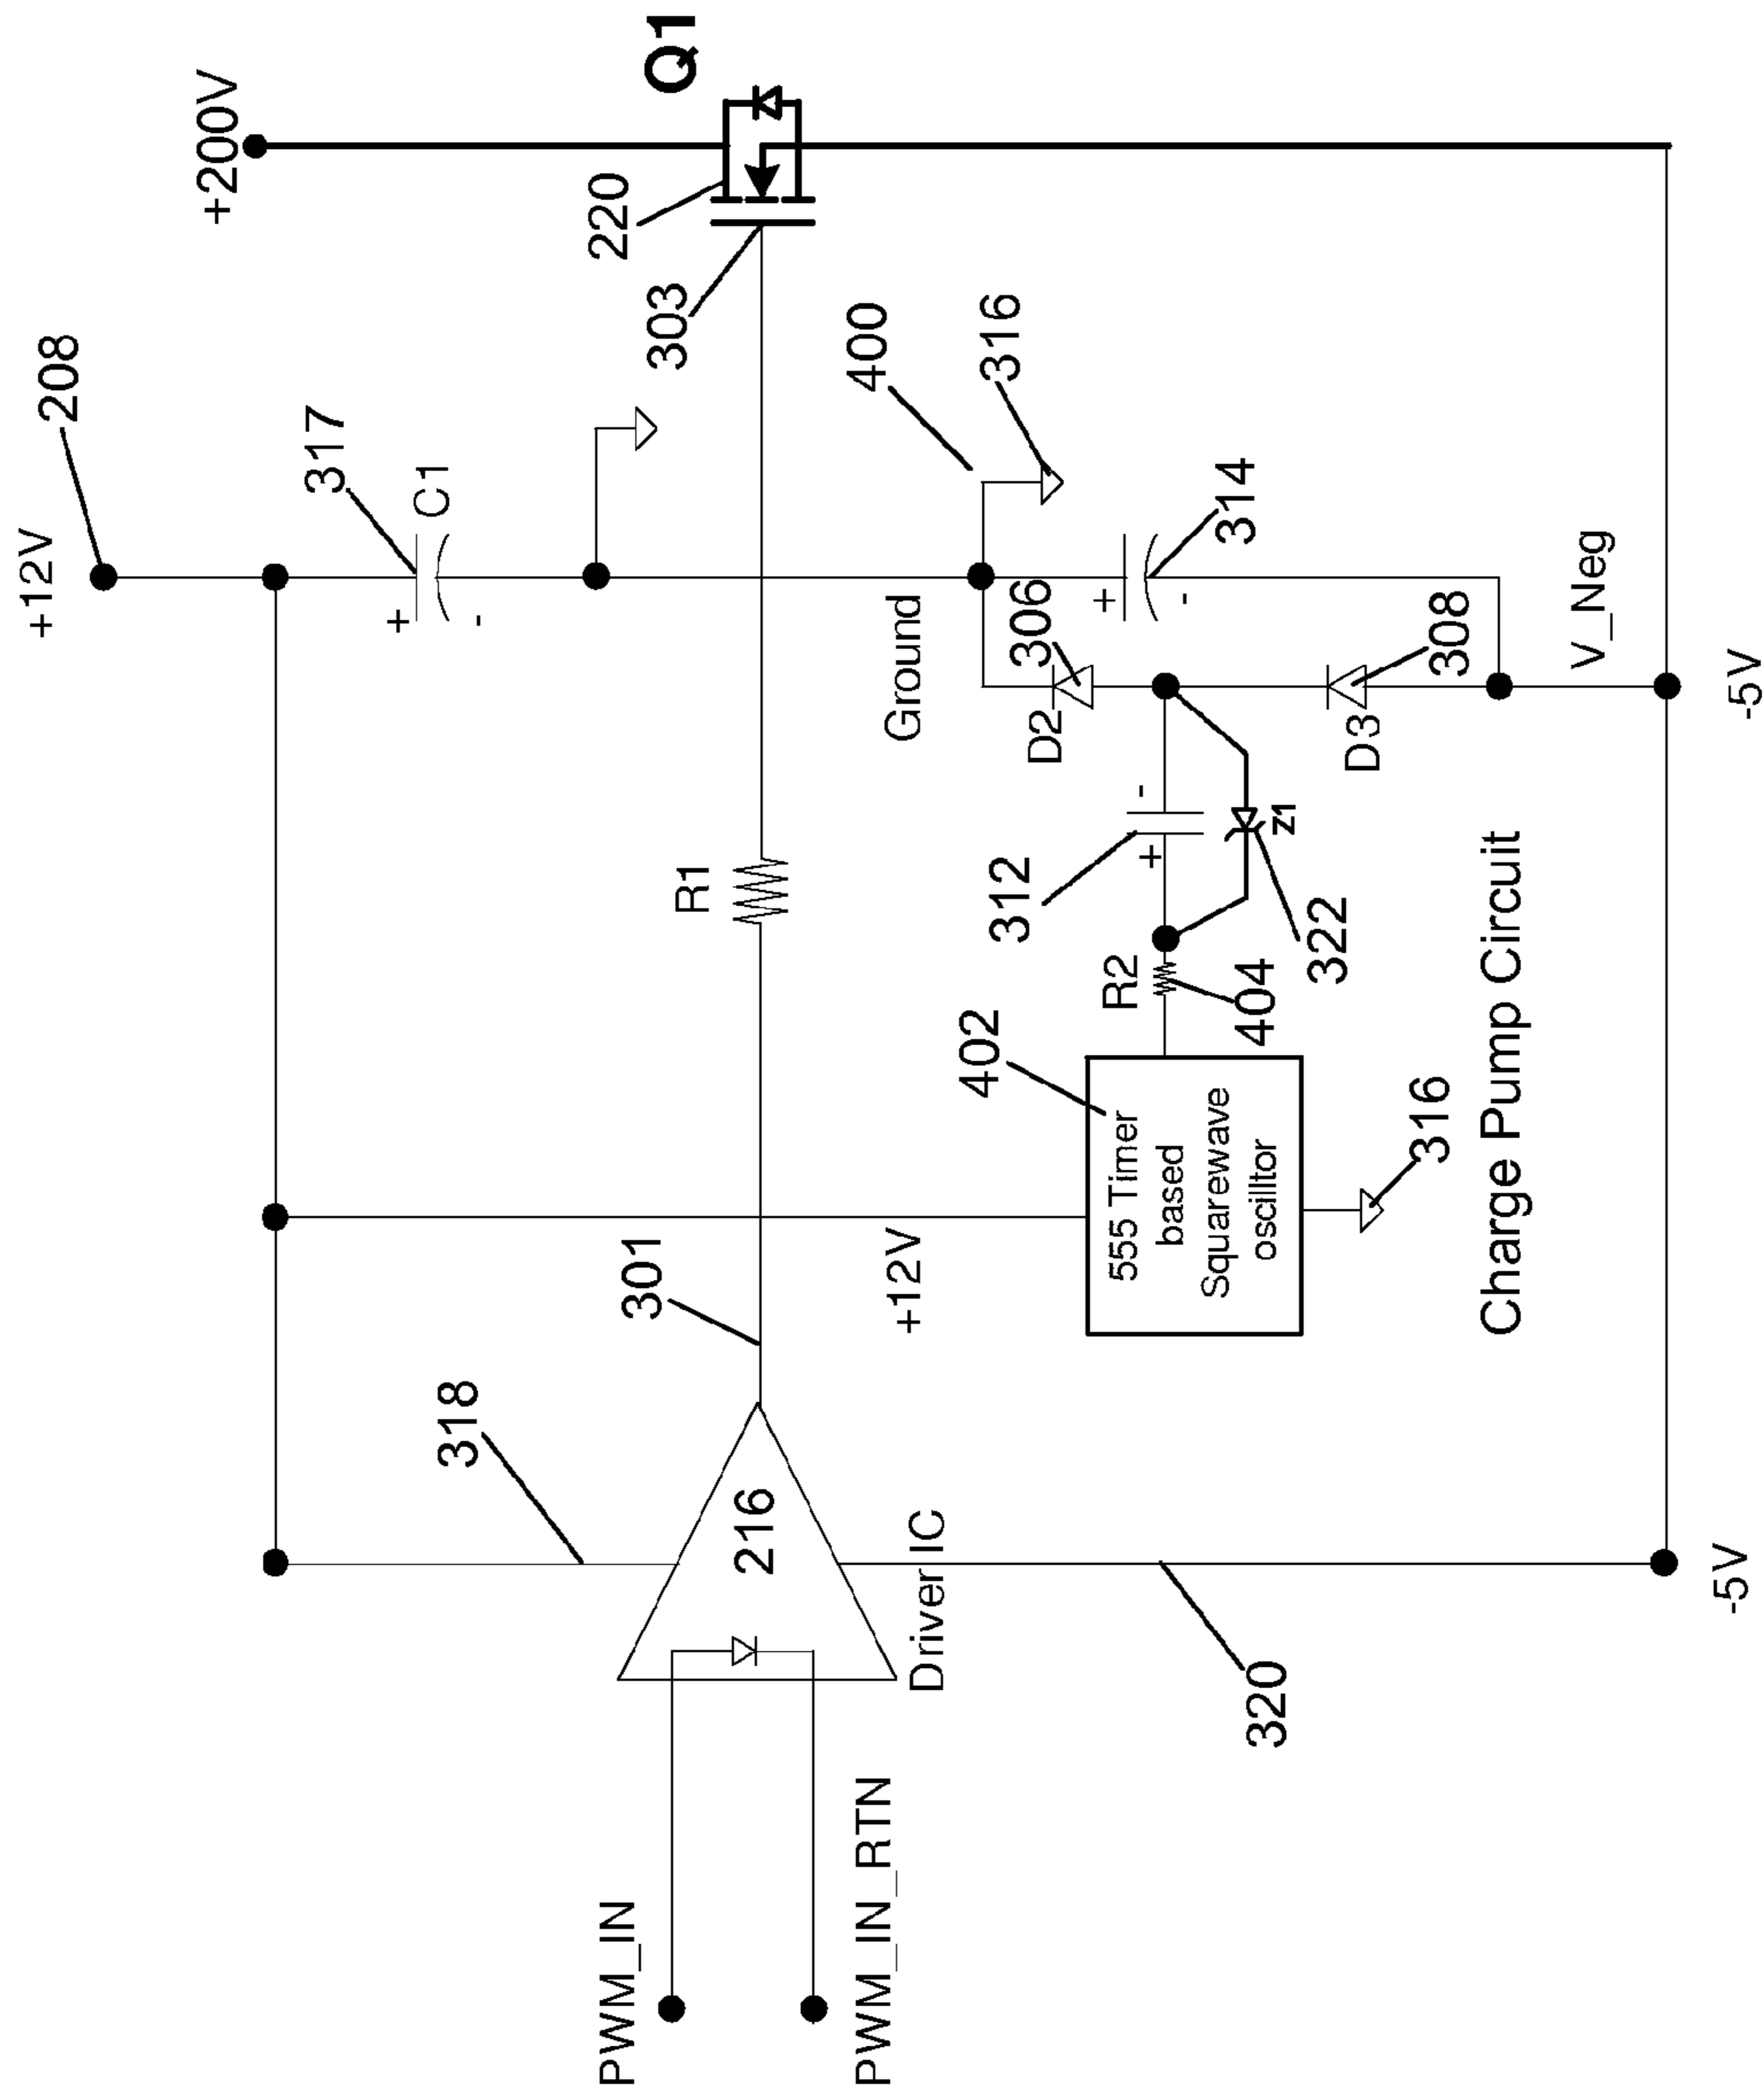 +12V
208
+200V
317
C1
+
-
220
Q1
303
318
301
R1
216
PWM_IN
PWM_IN_RTN
Driver IC
+12V
Ground
400
316
402
R2
312
D2
306
+
-
314
+
-
555 Timer
based
Squarewave
oscilltor
404
322
Z1
D3
308
316
320
Charge Pump Circuit
V_Neg
-5V
-5V